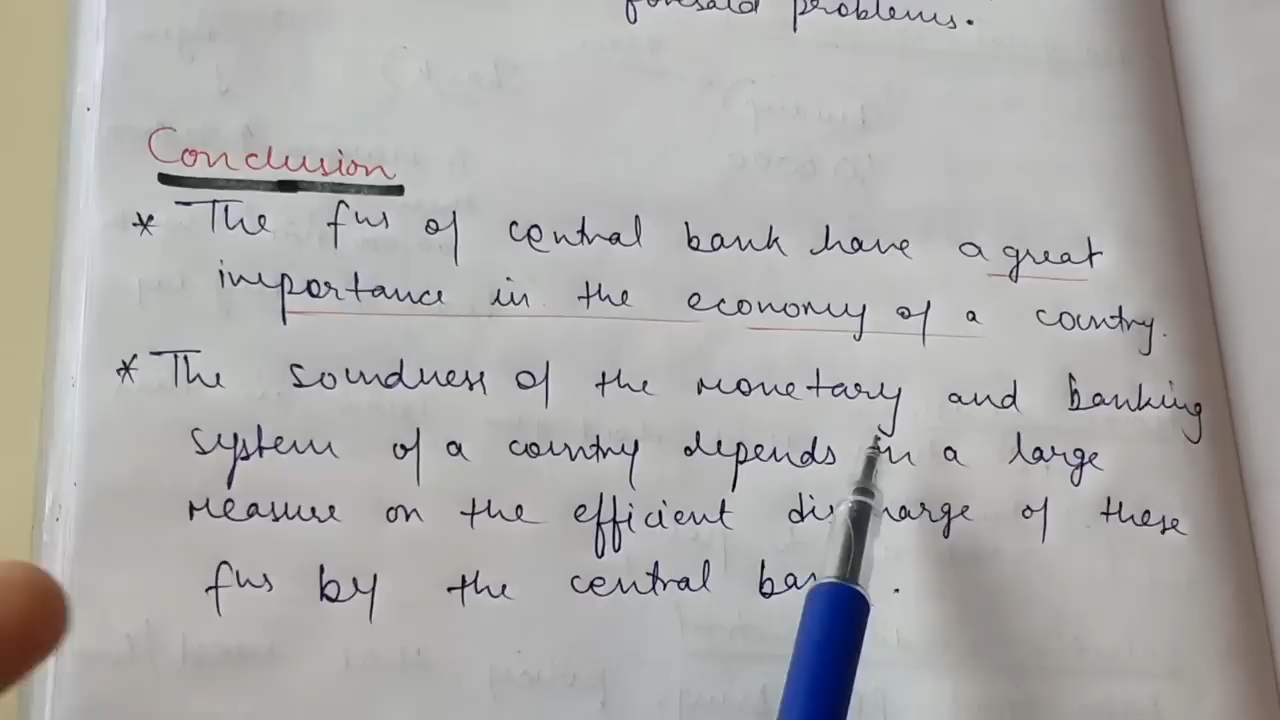 problems.
Conclusion
* The fns of central bank have a great
importance in the economy of a country.
* The soundness of the monetary and banking
system of a country depends in a large
measure on the efficient discharge of these
fns by the central bank.